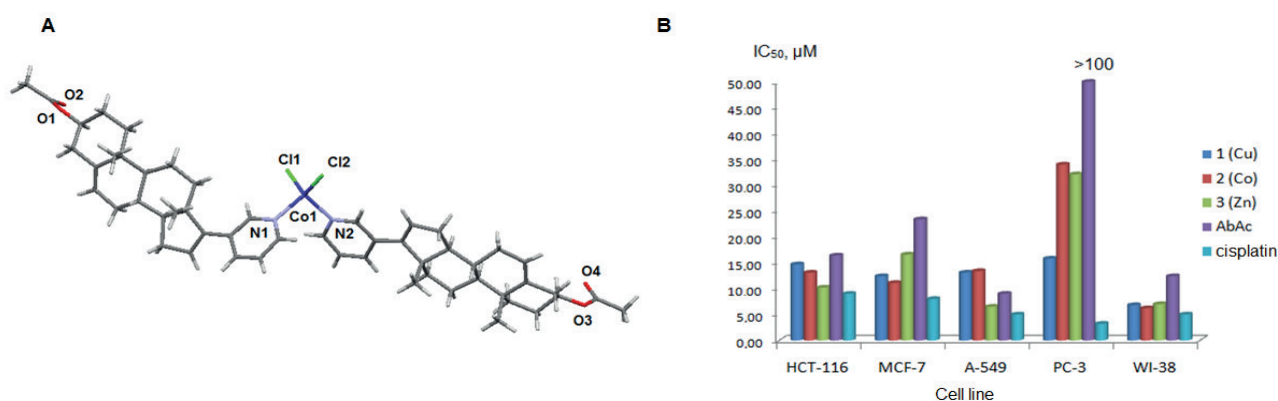 A
O2
O1
Cl1
Cl2
Co1
N1
N2
O4
O3
B
IC₅₀, µM
>100
50.00
45.00
40.00
35.00
30.00
25.00
20.00
15.00
10.00
5.00
0.00
HCT-116 MCF-7 A-549 PC-3 WI-38
Cell line
1 (Cu)
2 (Co)
3 (Zn)
AbAc
cisplatin